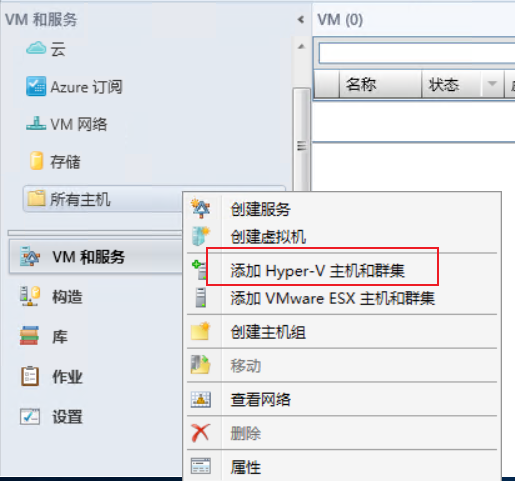 VM 和服务
云
Azure 订阅
VM 网络
存储
所有主机
VM 和服务
构造
库
作业
设置
VM (0)
名称 状态
创建服务
创建虚拟机
添加 Hyper-V 主机和群集
添加 VMware ESX 主机和群集
创建主机组
移动
查看网络
删除
属性